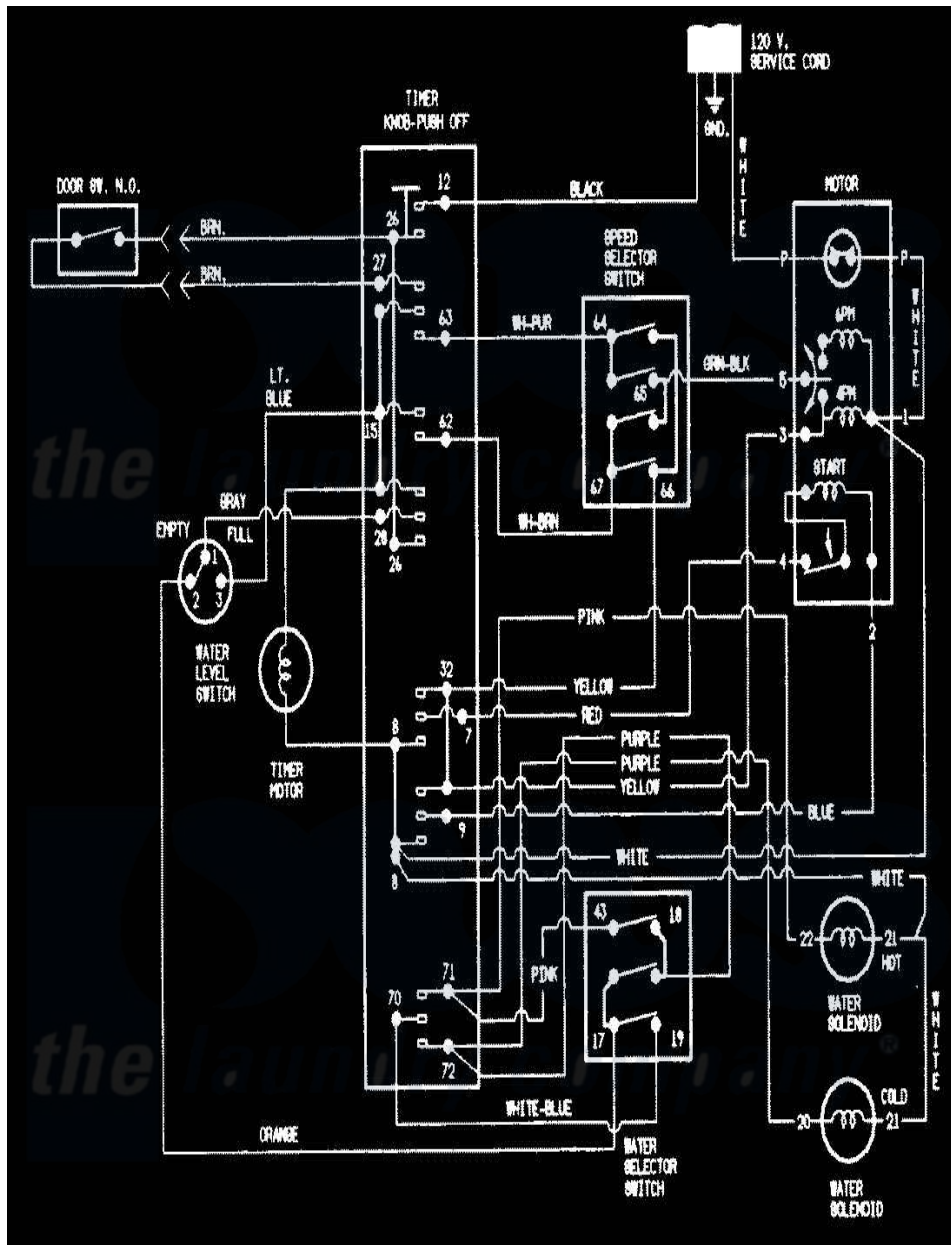 120 V.
SERVICE CORD
GND.
WHITE
TIMER
KNOB-PUSH OFF
DOOR SW. N.O.
12
BLACK
MOTOR
BRN.
26
P
P
BRN.
27
SPEED
SELECTOR
SWITCH
WHITE
63
WH-PUR
64
6PM
LT.
BLUE
65
GRN-BLK
5
4PM
15
62
3
1
the laundry company
®
67
66
START
GRAY
WH-BRN
EMPTY
FULL
28
26
1
2
3
4
PINK
2
WATER
LEVEL
SWITCH
32
YELLOW
8
7
RED
PURPLE
TIMER
MOTOR
PURPLE
YELLOW
9
BLUE
WHITE
8
WHITE
43
18
22
21
HOT
PINK
71
70
WATER
SOLENOID
WHITE
17
19
72
the laundry company
®
WHITE-BLUE
COLD
20
21
ORANGE
WATER
SELECTOR
SWITCH
WATER
SOLENOID